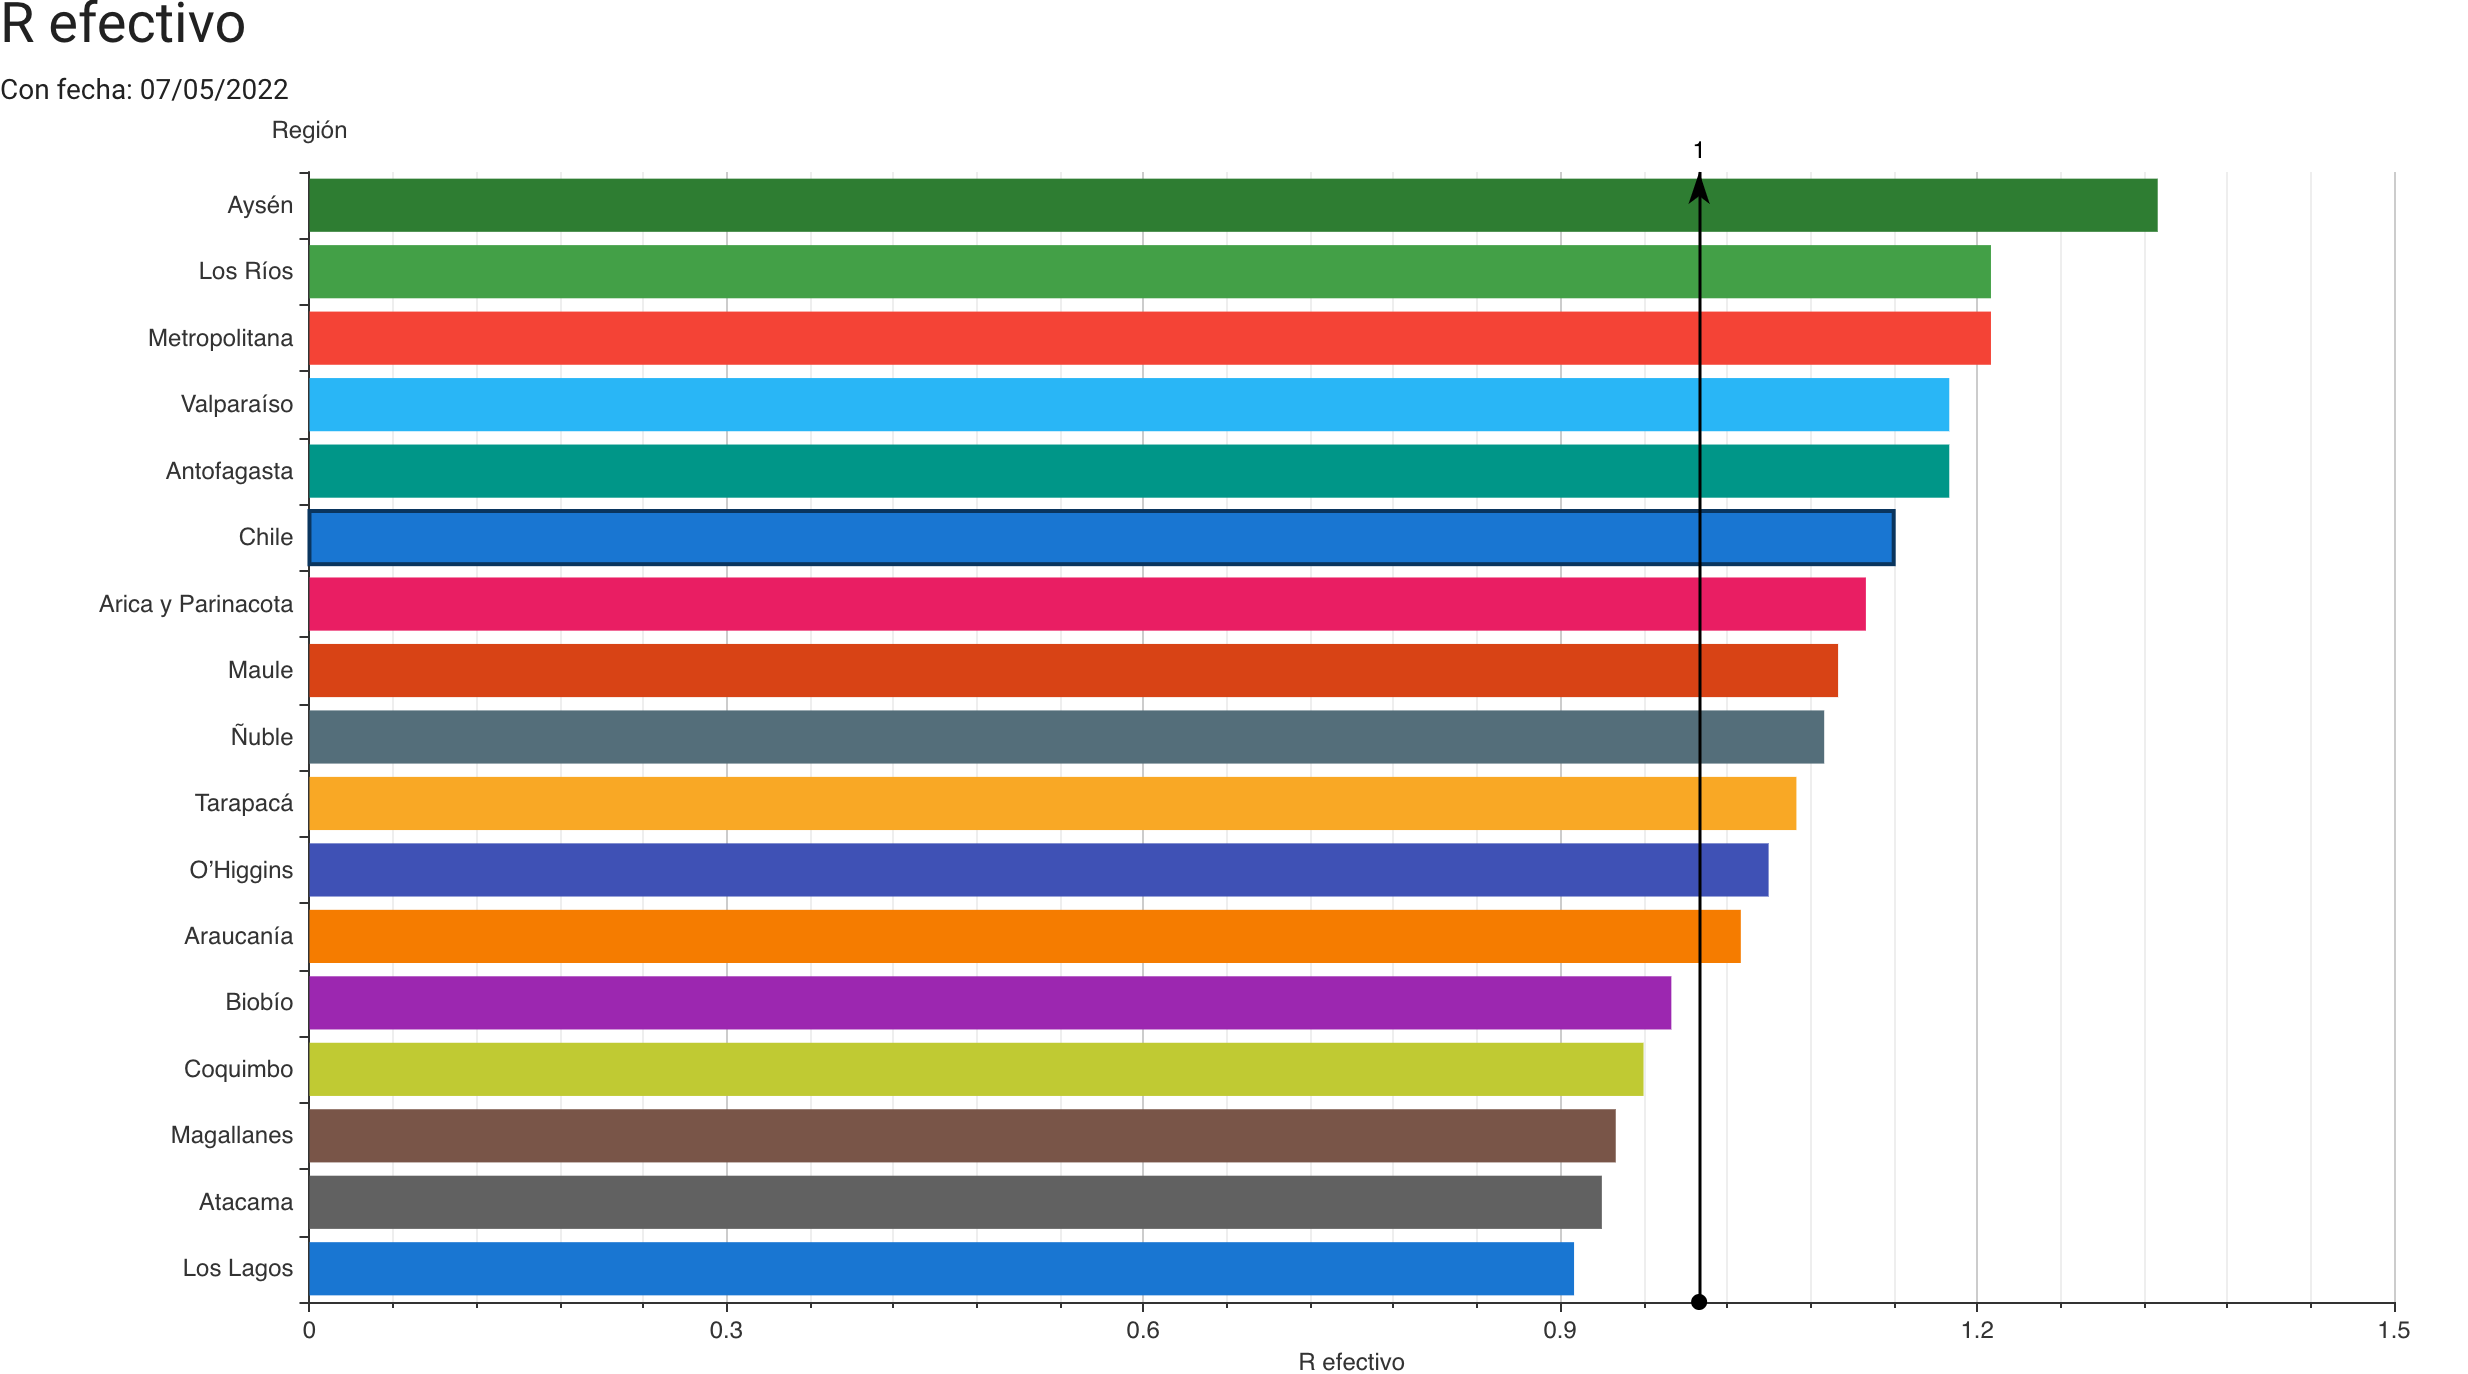 R efectivo
Con fecha: 07/05/2022
Región
1
Aysén
Los Ríos
Metropolitana
Valparaíso
Antofagasta
Chile
Arica y Parinacota
Maule
Ñuble
Tarapacá
O’Higgins
Araucanía
Biobío
Coquimbo
Magallanes
Atacama
Los Lagos
0 0.3 0.6 0.9 1.2 1.5
R efectivo